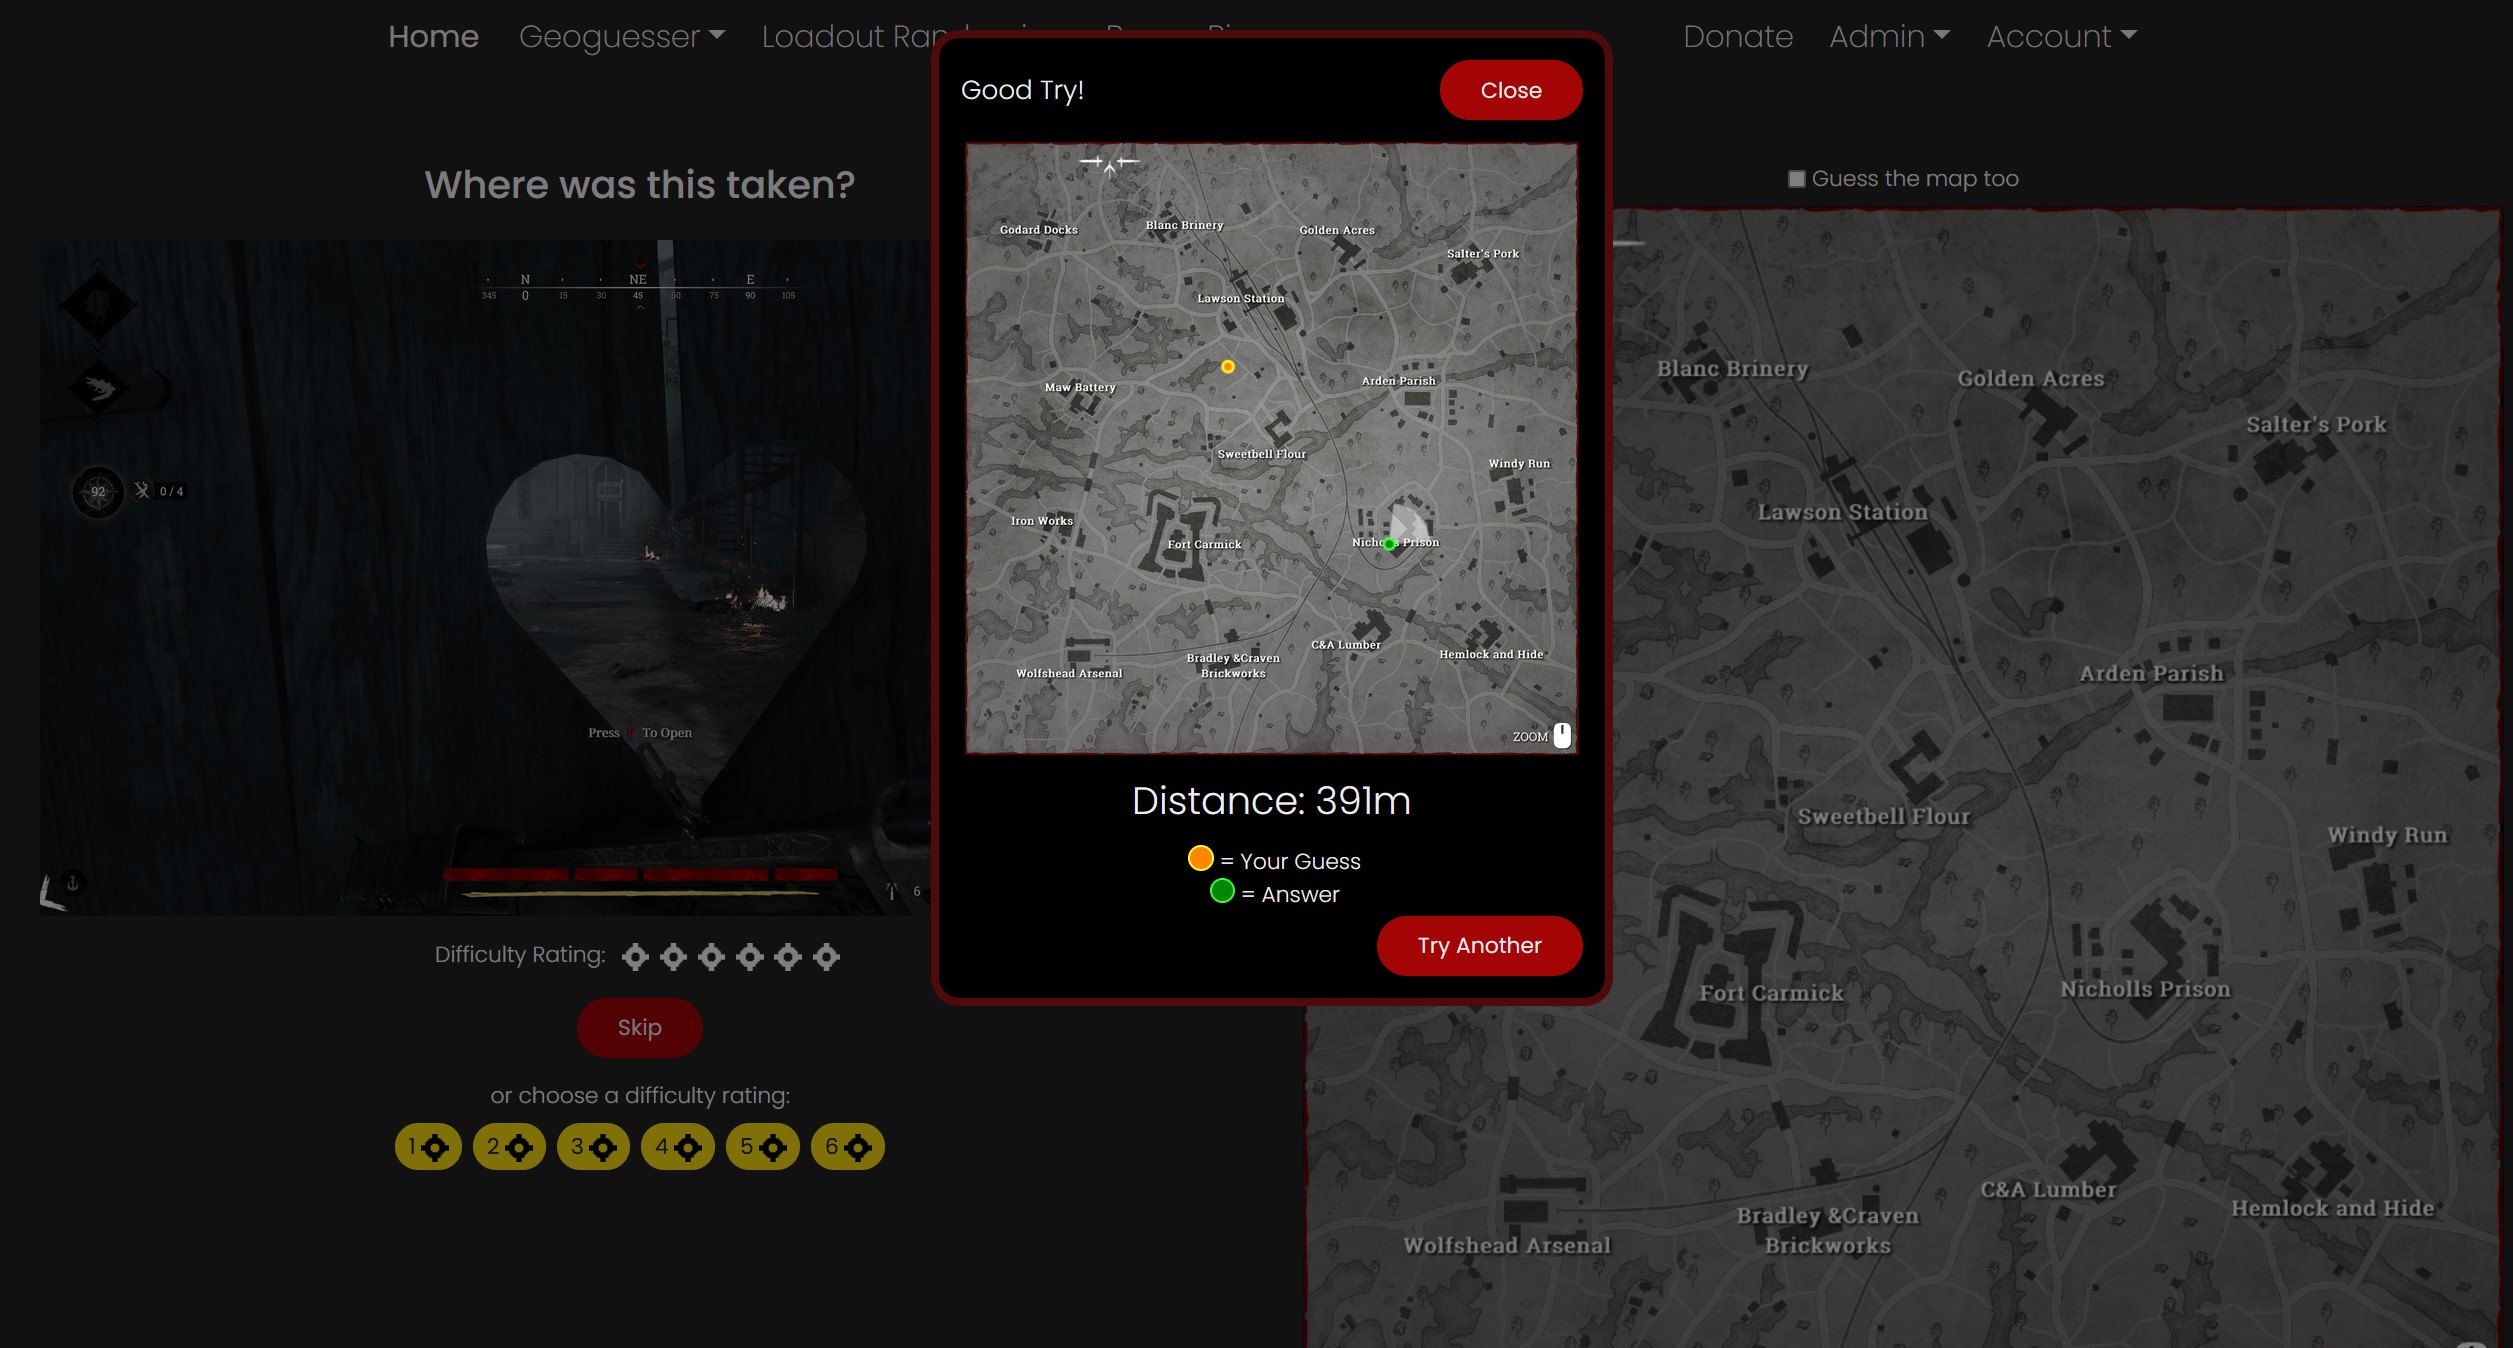 Home
Geoguesser
Loadout
Donate
Admin
Account
Where was this taken?
N
NE
E
345
0
15
30
45
60
75
90
105
92
0 / 4
Press F To Open
6
Difficulty Rating:
Skip
or choose a difficulty rating:
1
2
3
4
5
6
Good Try!
Close
Godard Docks
Blanc Brinery
Golden Acres
Salter's Pork
Lawson Station
Maw Battery
Arden Parish
Sweetbell Flour
Windy Run
Iron Works
Fort Carmick
Prison
C&A Lumber
Hemlock and Hide
Wolfshead Arsenal
Bradley &Craven
Brickworks
ZOOM
Distance: 391m
= Your Guess
= Answer
Try Another
Guess the map too
Blanc Brinery
Golden Acres
Salter's Pork
Lawson Station
Arden Parish
Sweetbell Flour
Windy Run
Fort Carmick
Nicholls Prison
C&A Lumber
Hemlock and Hide
Bradley &Craven
Brickworks
Wolfshead Arsenal